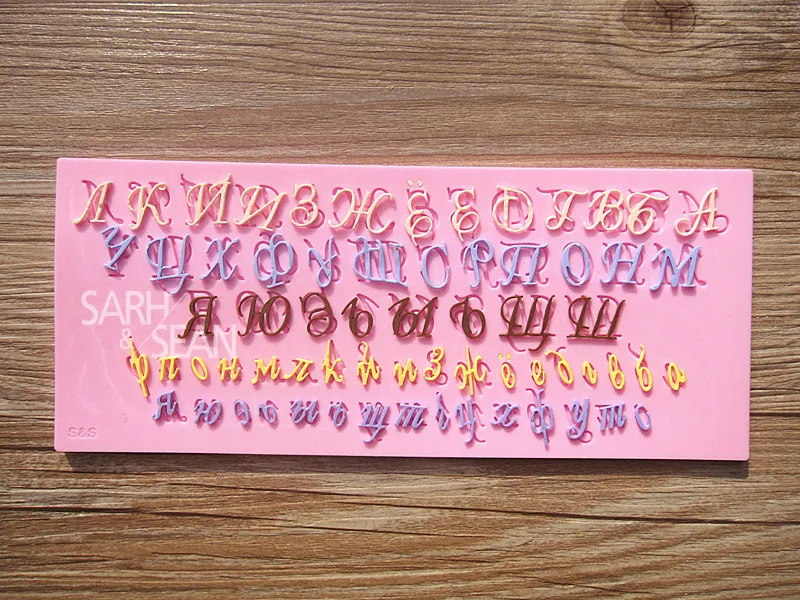 Л К Й И З Ж Ё Е Д Г В Б А
Ч Ц Х Ф У Т С Р П О Н М
Я Ю Э Ь Ы Ъ Щ Ш
SARH
& SEAN
р п о н м л к й и з ж ё е д г в б а
я ю э ь ы ъ щ ш ч ц х ф у т с
S&S